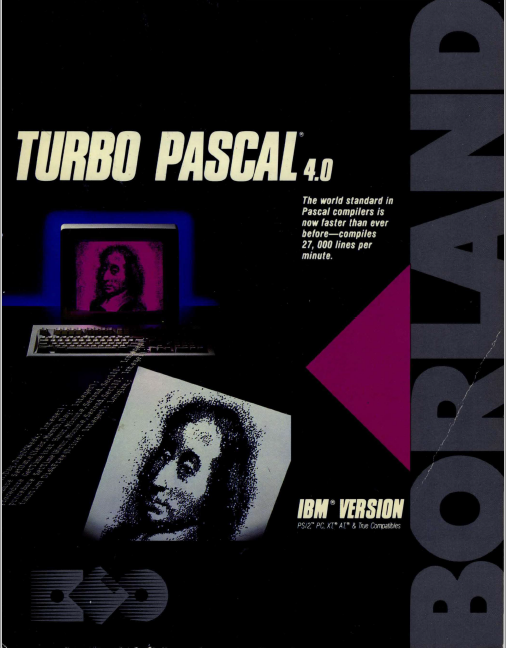 TURBO PASCAL® 4.0
The world standard in
Pascal compilers is
now faster than ever
before—compiles
27, 000 lines per
minute.
IBM® VERSION
PS/2,™ PC, XT,® AT,® & True Compatibles
BORLAND